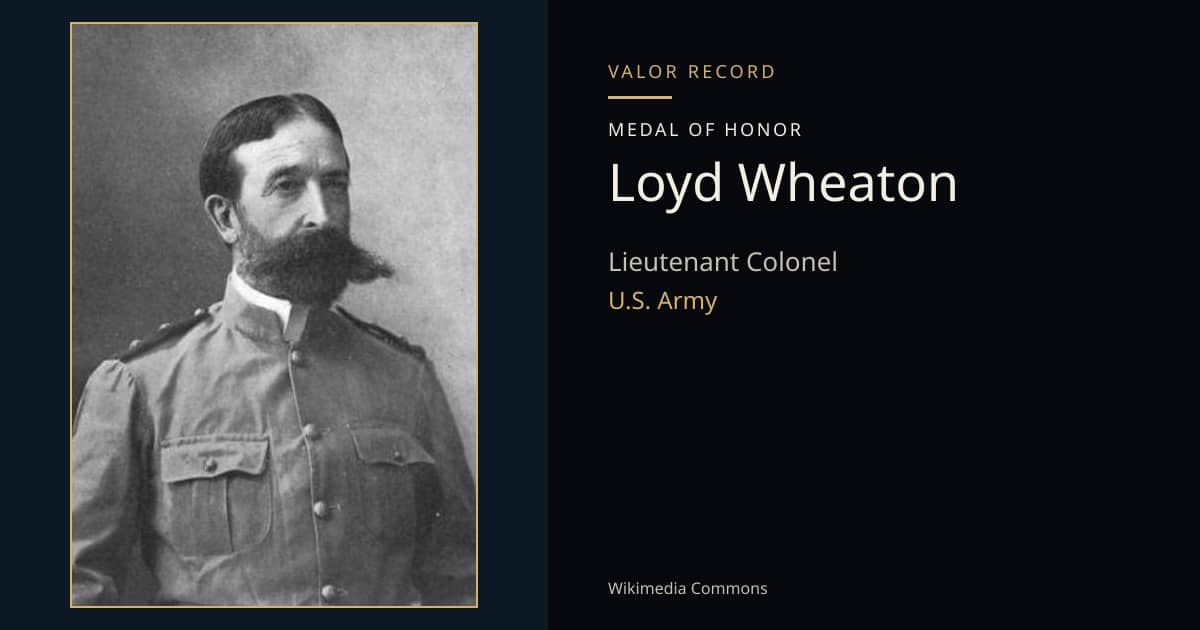 VALOR RECORD
MEDAL OF HONOR
Loyd Wheaton
Lieutenant Colonel
U.S. Army
Wikimedia Commons